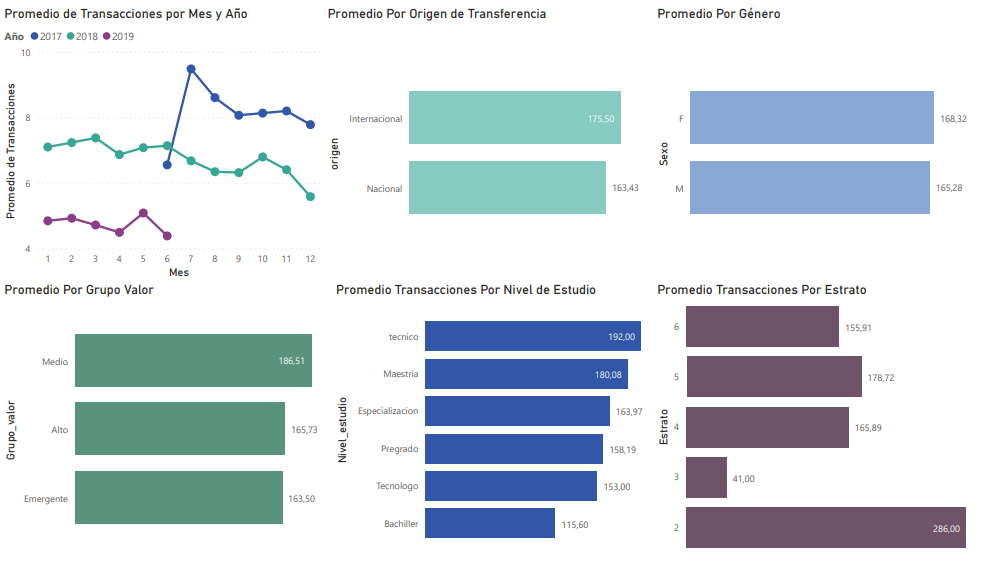 Promedio de Transacciones por Mes y Año
Año 2017 2018 2019
Promedio de Transacciones
10
8
6
4
1 2 3 4 5 6 7 8 9 10 11 12
Mes
Promedio Por Origen de Transferencia
origen
Internacional 175,50
Nacional 163,43
Promedio Por Género
Sexo
F 168,32
M 165,28
Promedio Por Grupo Valor
Grupo_valor
Medio 186,51
Alto 165,73
Emergente 163,50
Promedio Transacciones Por Nivel de Estudio
Nivel_estudio
tecnico 192,00
Maestria 180,08
Especializacion 163,97
Pregrado 158,19
Tecnologo 153,00
Bachiller 115,60
Promedio Transacciones Por Estrato
Estrato
6 155,91
5 178,72
4 165,89
3 41,00
2 286,00